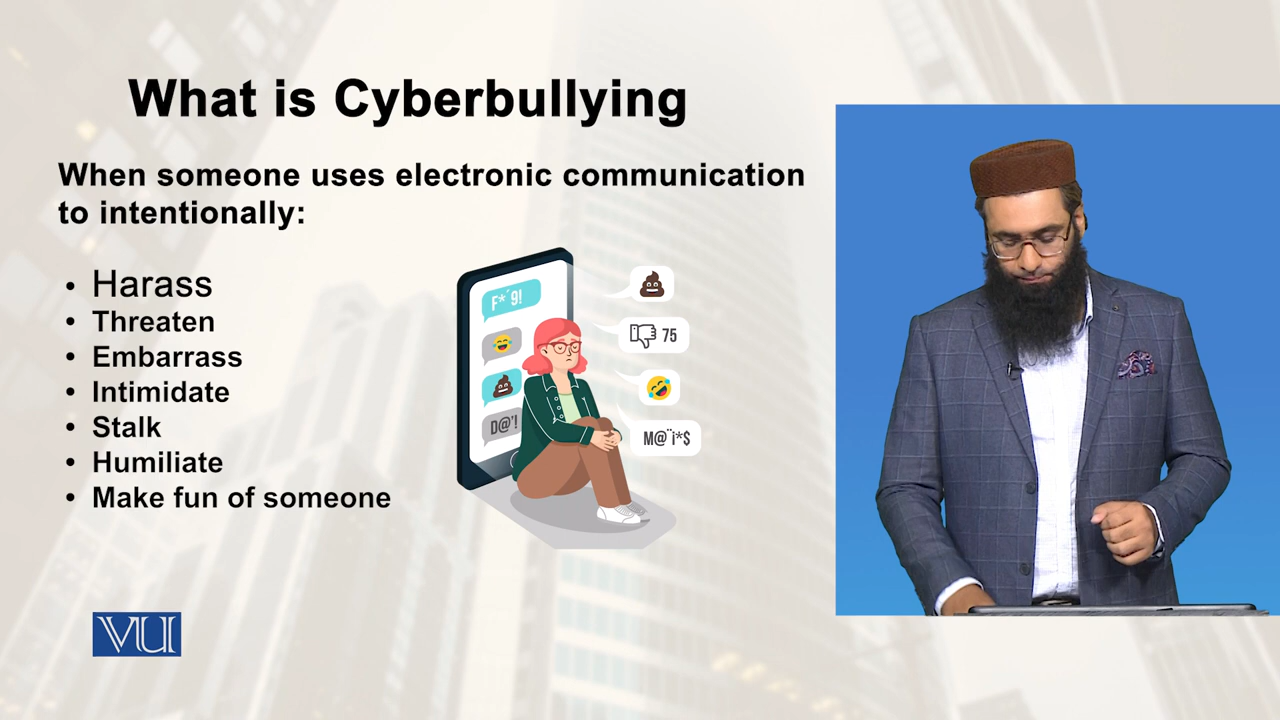 What is Cyberbullying
When someone uses electronic communication
to intentionally:
• Harass
• Threaten
• Embarrass
• Intimidate
• Stalk
• Humiliate
• Make fun of someone
F*´9!
D@'!
75
M@¨i*$
VU